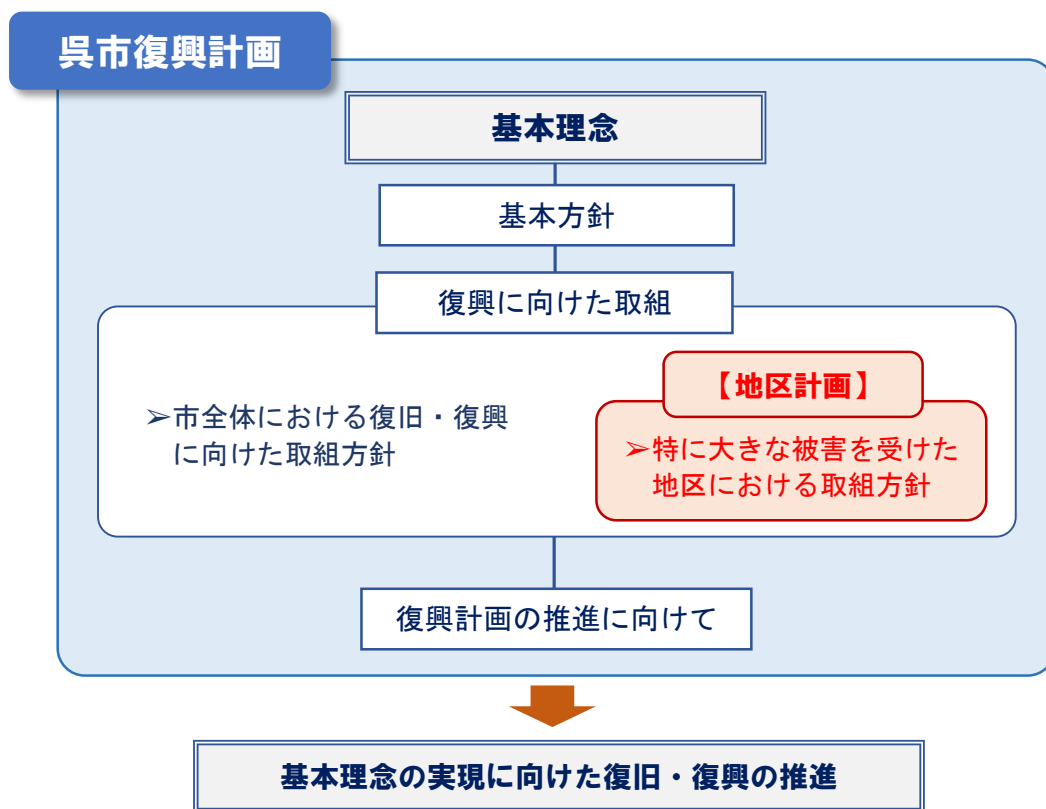 呉市復興計画
基本理念
基本方針
復興に向けた取組
➢市全体における復旧・復興
に向けた取組方針
【地区計画】
➢特に大きな被害を受けた
地区における取組方針
復興計画の推進に向けて
基本理念の実現に向けた復旧・復興の推進